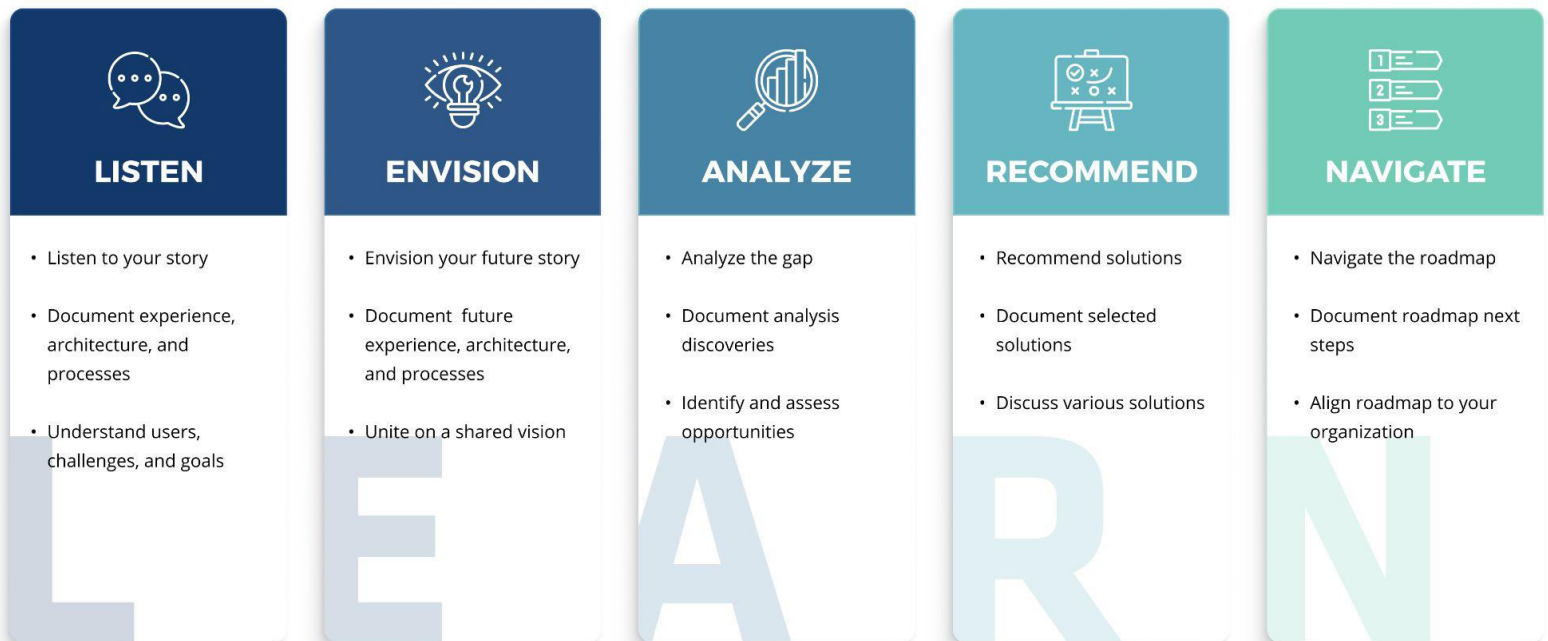 LISTEN
• Listen to your story
• Document experience,
architecture, and
processes
• Understand users,
challenges, and goals
L
ENVISION
• Envision your future story
• Document  future
experience, architecture,
and processes
• Unite on a shared vision
E
ANALYZE
• Analyze the gap
• Document analysis
discoveries
• Identify and assess
opportunities
A
RECOMMEND
• Recommend solutions
• Document selected
solutions
• Discuss various solutions
R
1
2
3
NAVIGATE
• Navigate the roadmap
• Document roadmap next
steps
• Align roadmap to your
organization
N